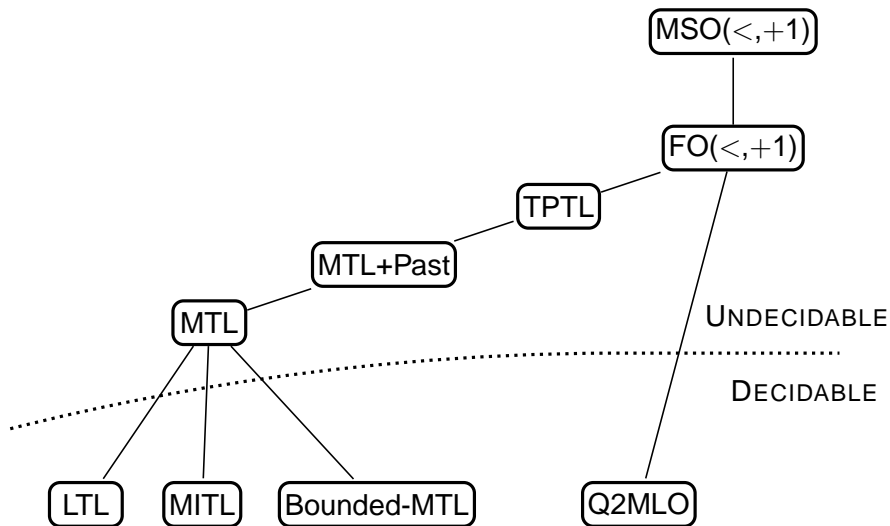 MSO(<,+1)
FO(<,+1)
TPTL
MTL+Past
MTL
UNDECIDABLE
DECIDABLE
LTL
MITL
Bounded-MTL
Q2MLO